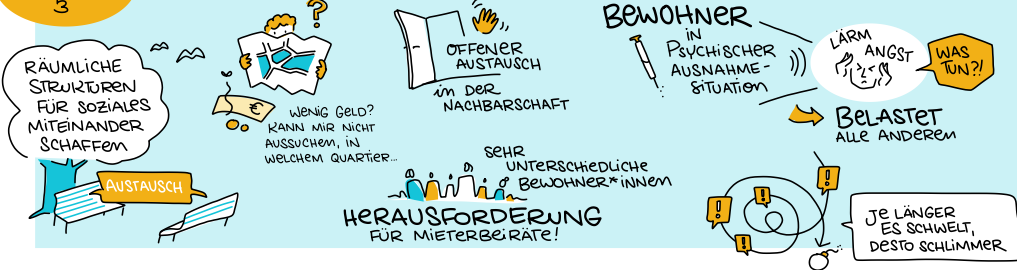 3
RÄUMLICHE
STRUKTUREN
FÜR SOZIALES
MITEINANDER
SCHAFFEN
AUSTAUSCH
?
€
WENIG GELD?
KANN MIR NICHT
AUSSUCHEN, IN
WELCHEM QUARTIER...
OFFENER
AUSTAUSCH
in DER
NACHBARSCHAFT
SEHR
UNTERSCHIEDLICHE
BEWOHNER*INNEN
HERAUSFORDERUNG
FÜR MIETERBEIRÄTE!
BEWOHNER
IN
PSYCHISCHER
AUSNAHME-
SITUATION
LÄRM
ANGST
WAS
TUN?!
BELASTET
ALLE ANDEREN
!
!
!
!
JE LÄNGER
ES SCHWELT,
DESTO SCHLIMMER